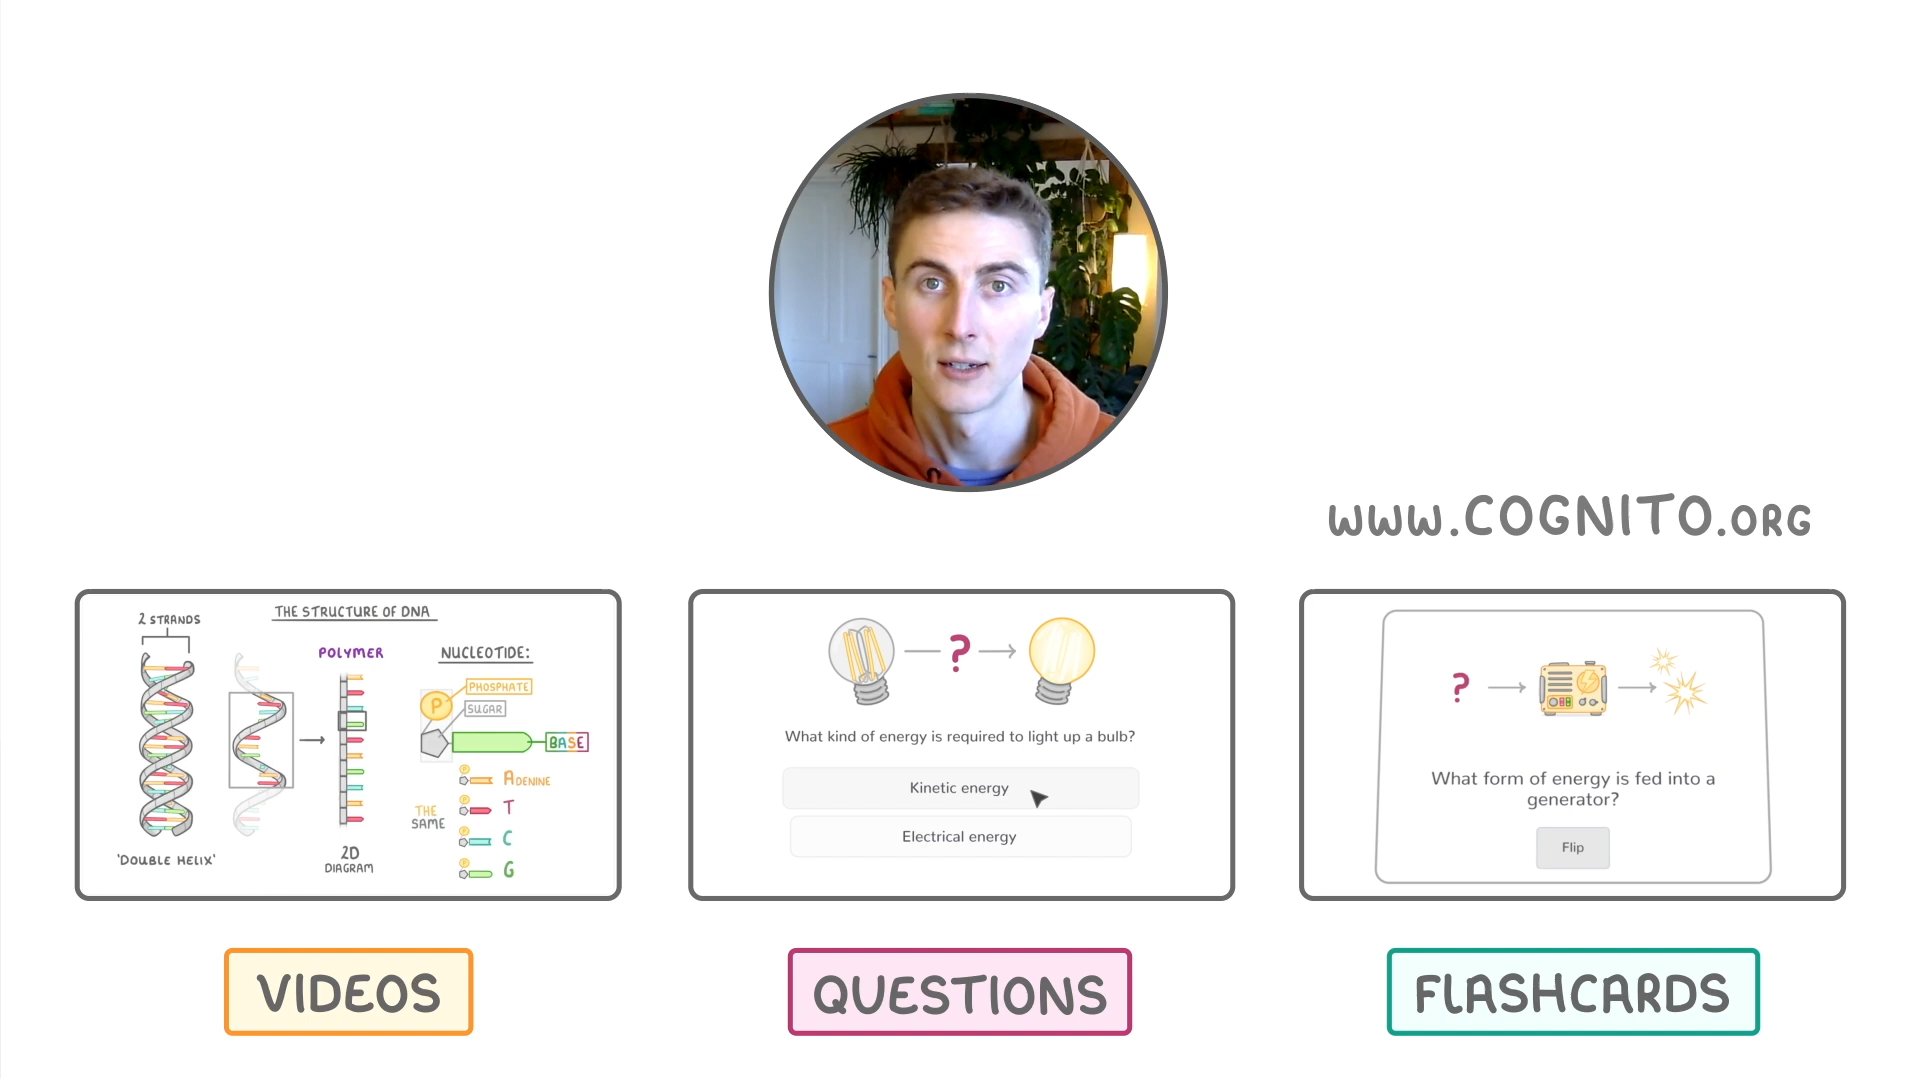 www.COGNITO.ORG
THE STRUCTURE OF DNA
2 STRANDS
POLYMER
NUCLEOTIDE:
PHOSPHATE
P
SUGAR
BASE
ADENINE
T
THE
SAME
C
G
'DOUBLE HELIX'
2D
DIAGRAM
?
What kind of energy is required to light up a bulb?
Kinetic energy
Electrical energy
?
What form of energy is fed into a
generator?
Flip
VIDEOS
QUESTIONS
FLASHCARDS